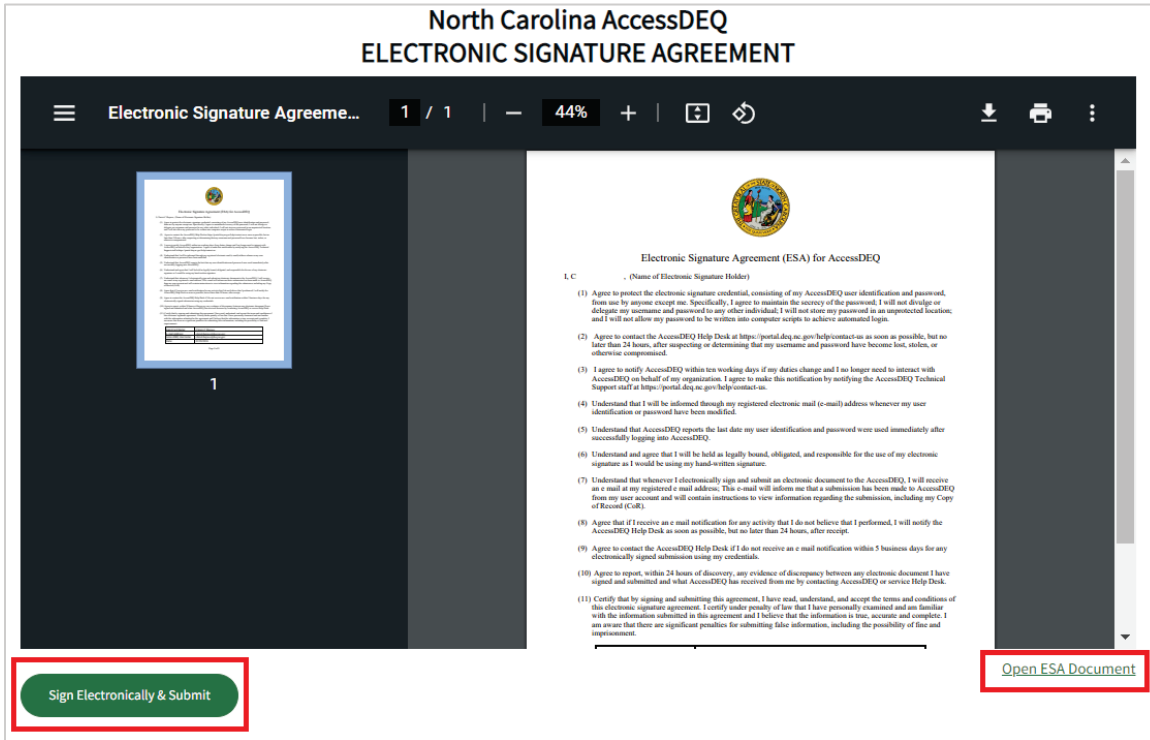 North Carolina AccessDEQ
ELECTRONIC SIGNATURE AGREEMENT
Electronic Signature Agreeme... 1 / 1 | − 44% + |
1
Electronic Signature Agreement (ESA) for AccessDEQ
I, C , (Name of Electronic Signature Holder)
(1) Agree to protect the electronic signature credential, consisting of my AccessDEQ user identification and password,
from use by anyone except me. Specifically, I agree to maintain the secrecy of the password; I will not divulge or
delegate my username and password to any other individual; I will not store my password in an unprotected location;
and I will not allow my password to be written into computer scripts to achieve automated login.
(2) Agree to contact the AccessDEQ Help Desk at https://portal.deq.nc.gov/help/contact-us as soon as possible, but no
later than 24 hours, after suspecting or determining that my username and password have become lost, stolen, or
otherwise compromised.
(3) I agree to notify AccessDEQ within ten working days if my duties change and I no longer need to interact with
AccessDEQ on behalf of my organization. I agree to make this notification by notifying the AccessDEQ Technical
Support staff at https://portal.deq.nc.gov/help/contact-us.
(4) Understand that I will be informed through my registered electronic mail (e-mail) address whenever my user
identification or password have been modified.
(5) Understand that AccessDEQ reports the last date my user identification and password were used immediately after
successfully logging into AccessDEQ.
(6) Understand and agree that I will be held as legally bound, obligated, and responsible for the use of my electronic
signature as I would be using my hand-written signature.
(7) Understand that whenever I electronically sign and submit an electronic document to the AccessDEQ, I will receive
an e mail at my registered e mail address; This e-mail will inform me that a submission has been made to AccessDEQ
from my user account and will contain instructions to view information regarding the submission, including my Copy
of Record (CoR).
(8) Agree that if I receive an e mail notification for any activity that I do not believe that I performed, I will notify the
AccessDEQ Help Desk as soon as possible, but no later than 24 hours, after receipt.
(9) Agree to contact the AccessDEQ Help Desk if I do not receive an e mail notification within 5 business days for any
electronically signed submission using my credentials.
(10) Agree to report, within 24 hours of discovery, any evidence of discrepancy between any electronic document I have
signed and submitted and what AccessDEQ has received from me by contacting AccessDEQ or service Help Desk.
(11) Certify that by signing and submitting this agreement, I have read, understand, and accept the terms and conditions of
this electronic signature agreement. I certify under penalty of law that I have personally examined and am familiar
with the information submitted in this agreement and I believe that the information is true, accurate and complete. I
am aware that there are significant penalties for submitting false information, including the possibility of fine and
imprisonment.
Sign Electronically & Submit
Open ESA Document